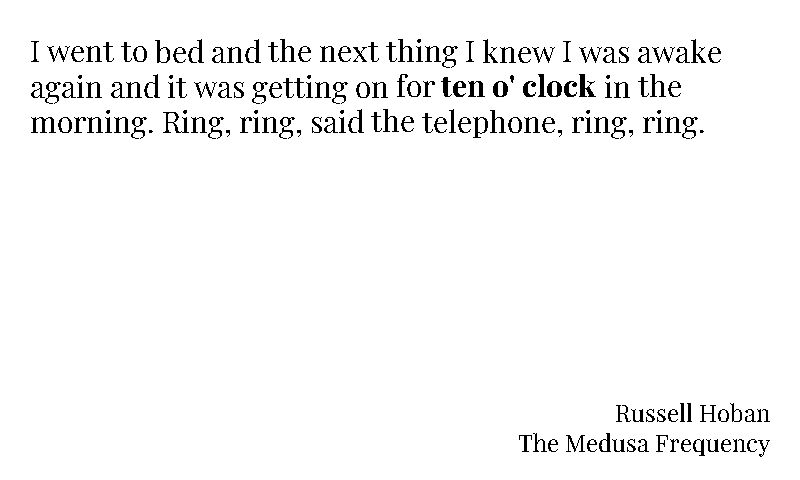 I went to bed and the next thing I knew I was awake
again and it was getting on for ten o' clock in the
morning. Ring, ring, said the telephone, ring, ring.
Russell Hoban
The Medusa Frequency